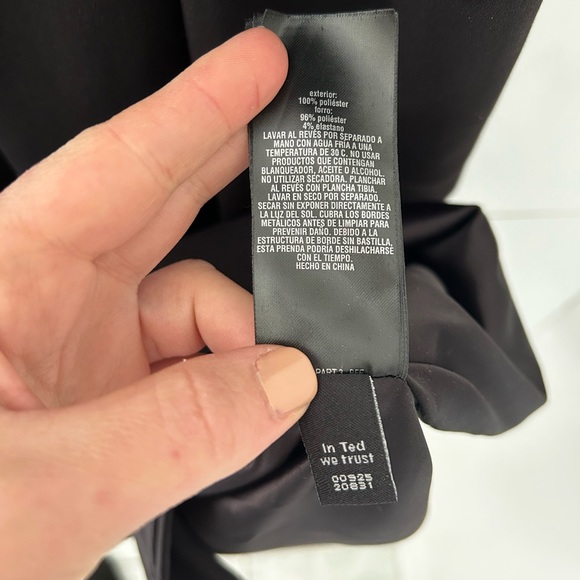 exterior:
100% poliéster
forro:
96% poliéster
4% elastano
LAVAR AL REVÉS POR SEPARADO A
MANO CON AGUA FRIA A UNA
TEMPERATURA DE 30 C. NO USAR
PRODUCTOS QUE CONTENGAN
BLANQUEADOR, ACEITE O ALCOHOL.
NO UTILIZAR SECADORA. PLANCHAR
AL REVÉS CON PLANCHA TIBIA.
LAVAR EN SECO POR SEPARADO.
SECAR SIN EXPONER DIRECTAMENTE A
LA LUZ DEL SOL. CUBRA LOS BORDES
METÁLICOS ANTES DE LIMPIAR PARA
PREVENIR DAÑO. DEBIDO A LA
ESTRUCTURA DE BORDE SIN BASTILLA,
ESTA PRENDA PODRÍA DESHILACHARSE
CON EL TIEMPO.
HECHO EN CHINA
In Ted
we trust
00925
20831